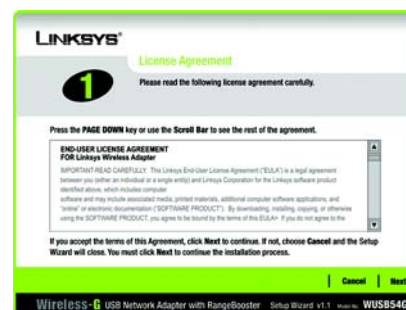 LINKSYS®
License Agreement
1
Please read the following license agreement carefully.
Press the PAGE DOWN key or use the Scroll Bar to see the rest of the agreement.
END-USER LICENSE AGREEMENT
FOR Linksys Wireless Adapter
IMPORTANT-READ CAREFULLY: This Linksys End-User License Agreement ("EULA") is a legal agreement
between you (either an individual or a single entity) and Linksys Corporation for the Linksys software product
identified above, which includes computer
software and may include associated media, printed materials, additional computer software applications, and
"online" or electronic documentation ("SOFTWARE PRODUCT"). By downloading, installing, copying, or otherwise
using the SOFTWARE PRODUCT, you agree to be bound by the terms of this EULA+ If you do not agree to the
If you accept the terms of this Agreement, click Next to continue. If not, choose Cancel and the Setup
Wizard will close. You must click Next to continue the installation process.
Cancel Next
Wireless-G USB Network Adapter with RangeBooster Setup Wizard v1.1 Model No. WUSB54G